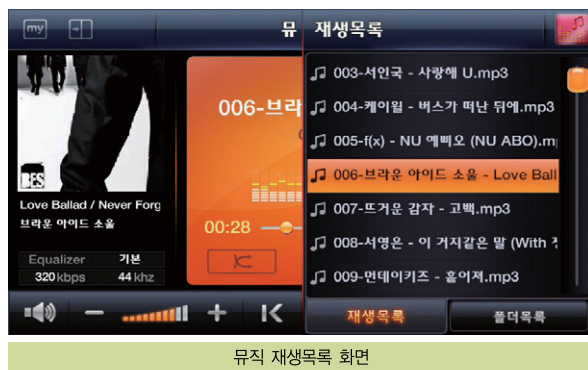 my
뮤
재생목록
BES
Love Ballad / Never Forg
브라운 아이드 소울
Equalizer 기본
320 kbps 44 khz
006-브라
00:28
003-서인국 - 사랑해 U.mp3
004-케이윌 - 버스가 떠난 뒤에.mp3
005-f(x) - NU 예삐오 (NU ABO).m
006-브라운 아이드 소울 - Love Ball
007-뜨거운 감자 - 고백.mp3
008-서영은 - 이 거지같은 말 (With
009-먼데이키즈 - 흩어져.mp3
재생목록
폴더목록
뮤직 재생목록 화면